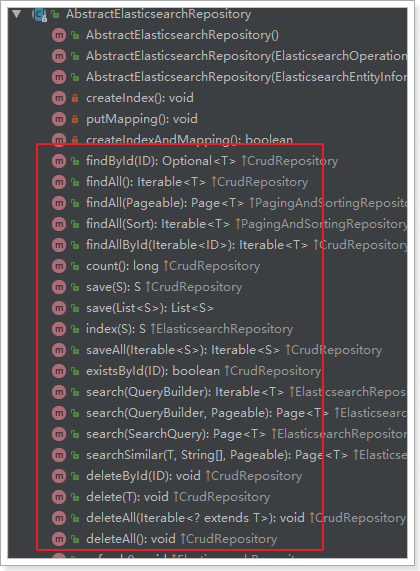 AbstractElasticsearchRepository
AbstractElasticsearchRepository()
AbstractElasticsearchRepository(ElasticsearchOperation
AbstractElasticsearchRepository(ElasticsearchEntityInfor
createIndex(): void
putMapping(): void
createIndexAndMapping(): boolean
findById(ID): Optional<T> ↑CrudRepository
findAll(): Iterable<T> ↑CrudRepository
findAll(Pageable): Page<T> ↑PagingAndSortingReposito
findAll(Sort): Iterable<T> ↑PagingAndSortingRepository
findAllById(Iterable<ID>): Iterable<T> ↑CrudRepository
count(): long ↑CrudRepository
save(S): S ↑CrudRepository
save(List<S>): List<S>
index(S): S ↑ElasticsearchRepository
saveAll(Iterable<S>): Iterable<S> ↑CrudRepository
existsById(ID): boolean ↑CrudRepository
search(QueryBuilder): Iterable<T> ↑ElasticsearchRepos
search(QueryBuilder, Pageable): Page<T> ↑Elasticsear
search(SearchQuery): Page<T> ↑ElasticsearchRepositor
searchSimilar(T, String[], Pageable): Page<T> ↑Elastics
deleteById(ID): void ↑CrudRepository
delete(T): void ↑CrudRepository
deleteAll(Iterable<? extends T>): void ↑CrudRepository
deleteAll(): void ↑CrudRepository